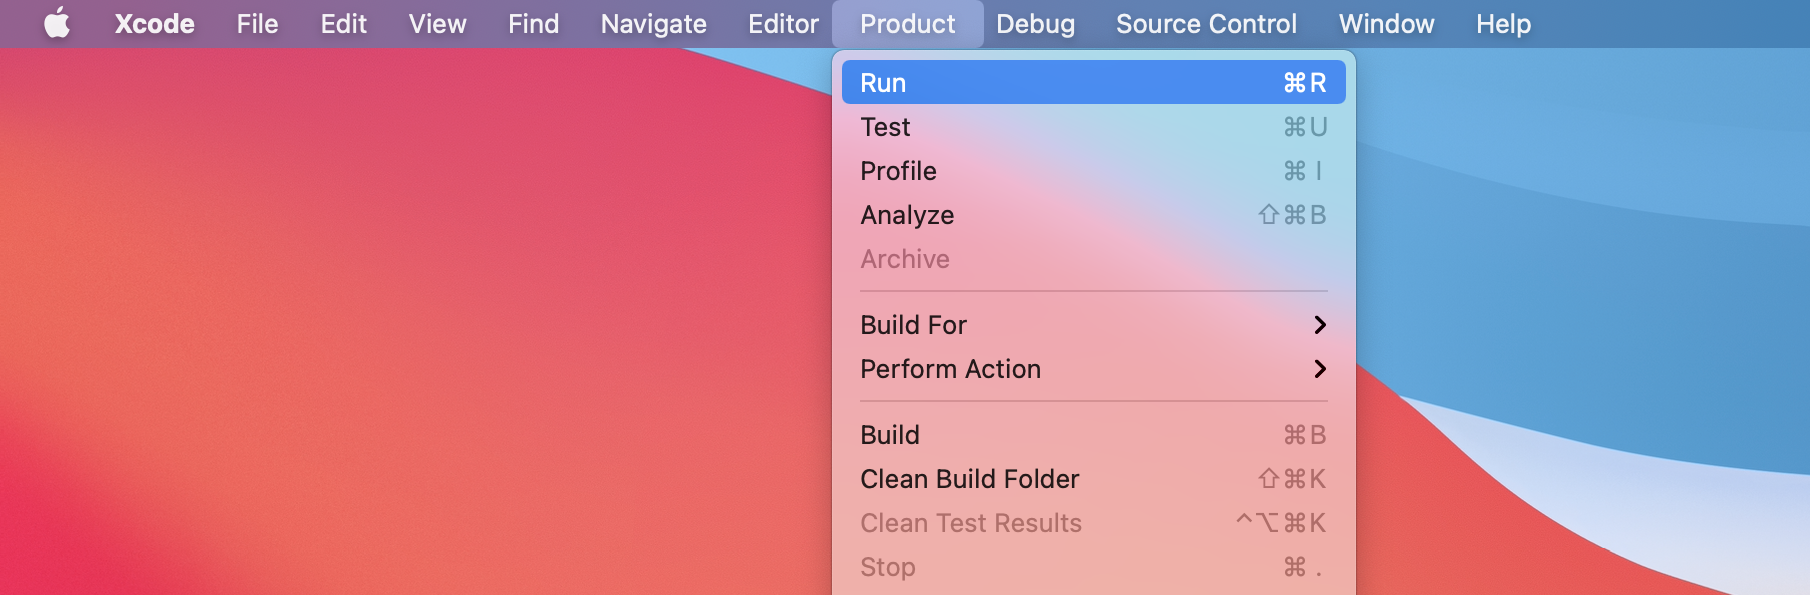 Xcode File Edit View Find Navigate Editor Product Debug Source Control Window Help
Run ⌘R
Test ⌘U
Profile ⌘I
Analyze ⇧⌘B
Archive
Build For
Perform Action
Build ⌘B
Clean Build Folder ⇧⌘K
Clean Test Results ^⌥⌘K
Stop ⌘.